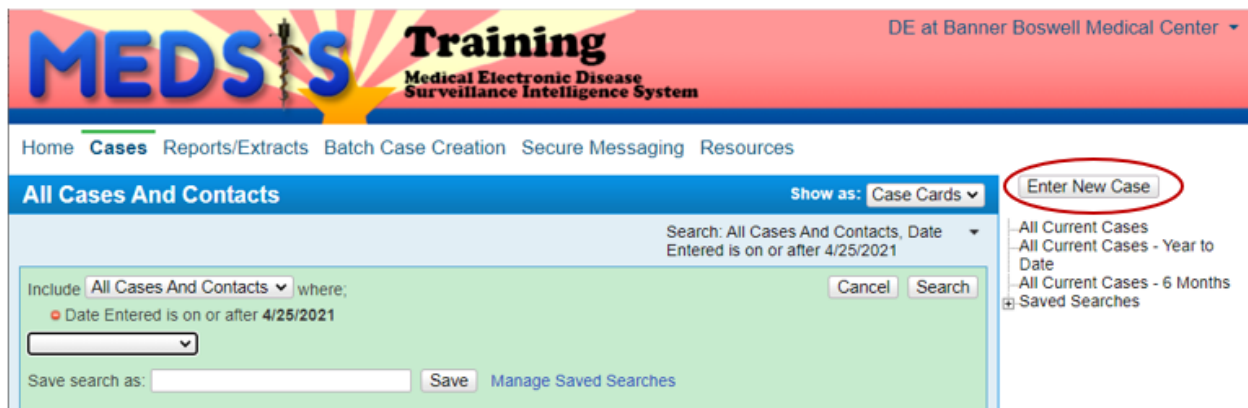 MEDSIS
Training
Medical Electronic Disease
Surveillance Intelligence System
DE at Banner Boswell Medical Center
Home Cases Reports/Extracts Batch Case Creation Secure Messaging Resources
All Cases And Contacts
Show as: Case Cards
Enter New Case
Search: All Cases And Contacts, Date
Entered is on or after 4/25/2021
All Current Cases
All Current Cases - Year to
Date
All Current Cases - 6 Months
Saved Searches
Include All Cases And Contacts where;
Cancel Search
Date Entered is on or after 4/25/2021
Save search as: Save Manage Saved Searches